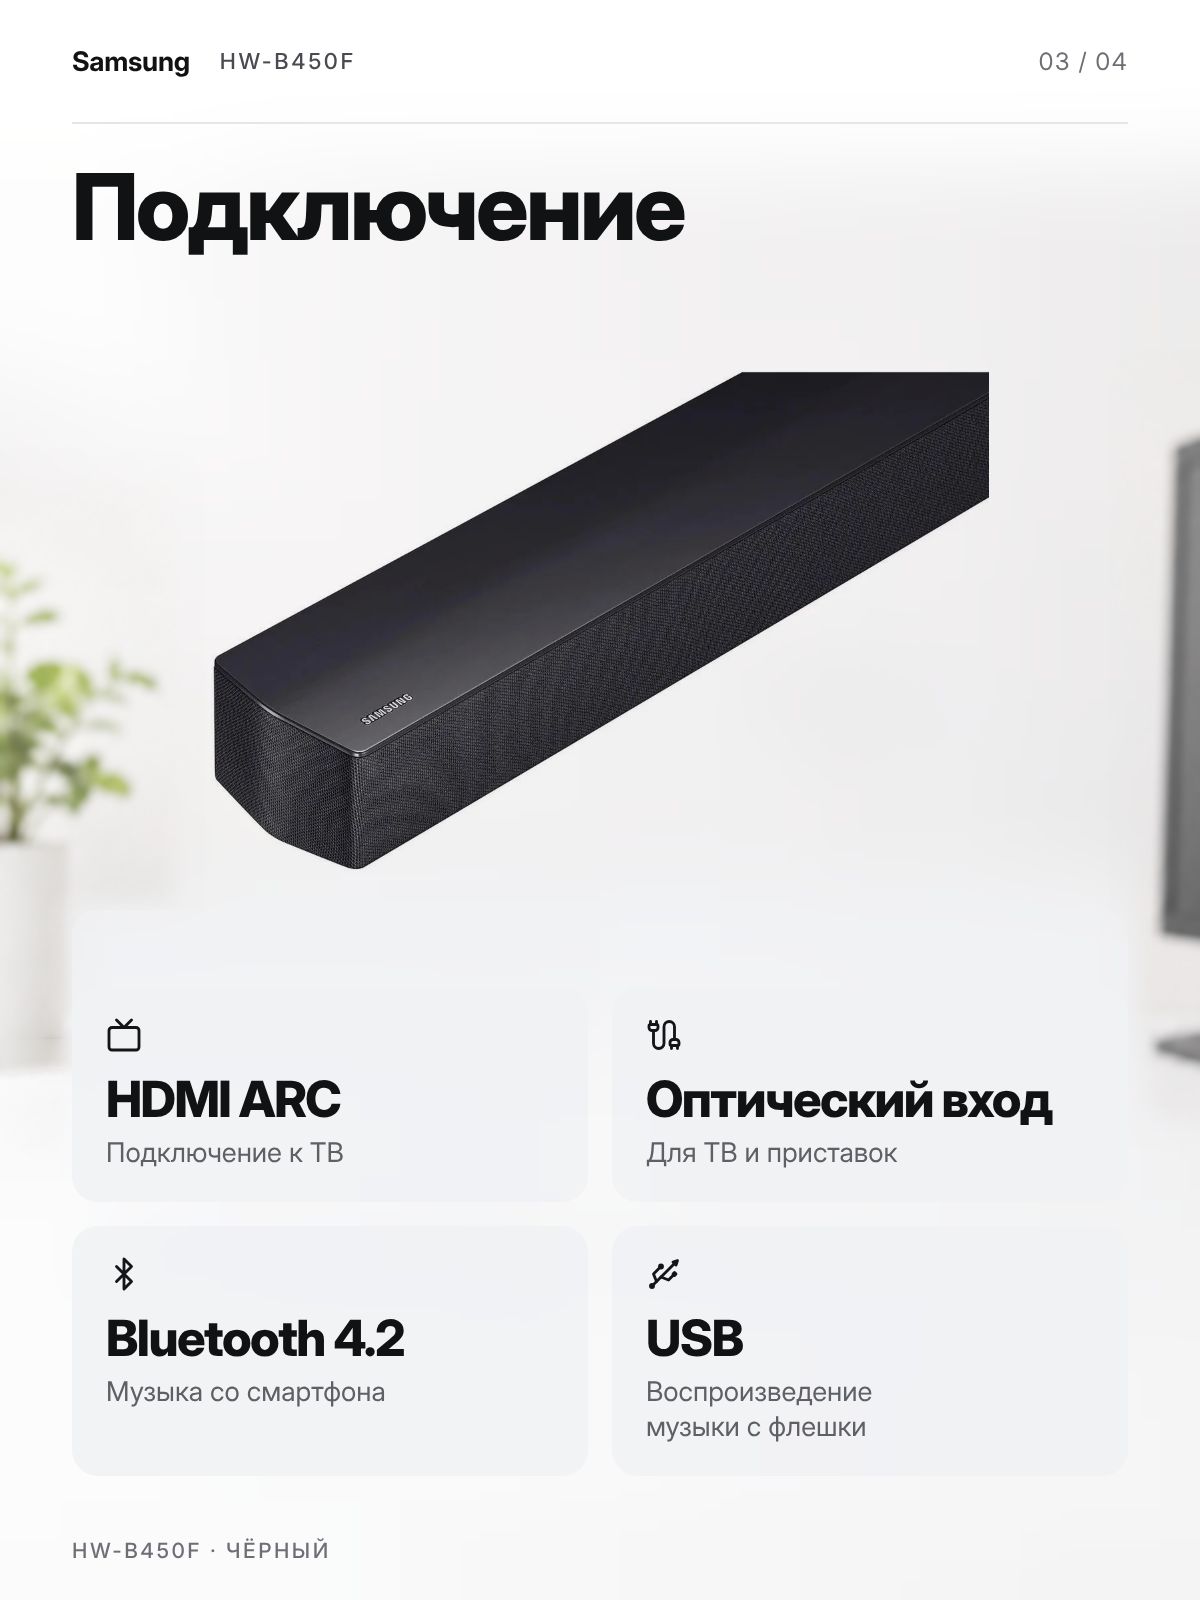 Samsung HW-B450F 03 / 04
Подключение
SAMSUNG
HDMI ARC
Подключение к ТВ
Оптический вход
Для ТВ и приставок
Bluetooth 4.2
Музыка со смартфона
USB
Воспроизведение
музыки с флешки
HW-B450F · ЧЁРНЫЙ